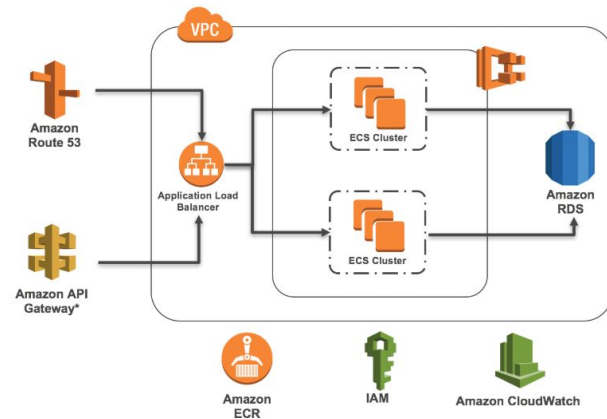 VPC
Amazon
Route 53
Application Load
Balancer
ECS Cluster
ECS Cluster
Amazon
RDS
Amazon API
Gateway*
Amazon
ECR
IAM
Amazon CloudWatch